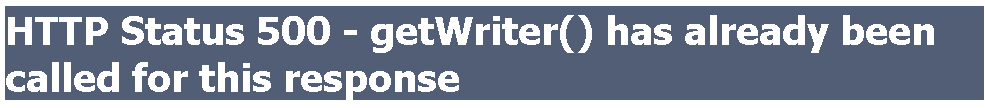 HTTP Status 500 - getWriter() has already been
called for this response